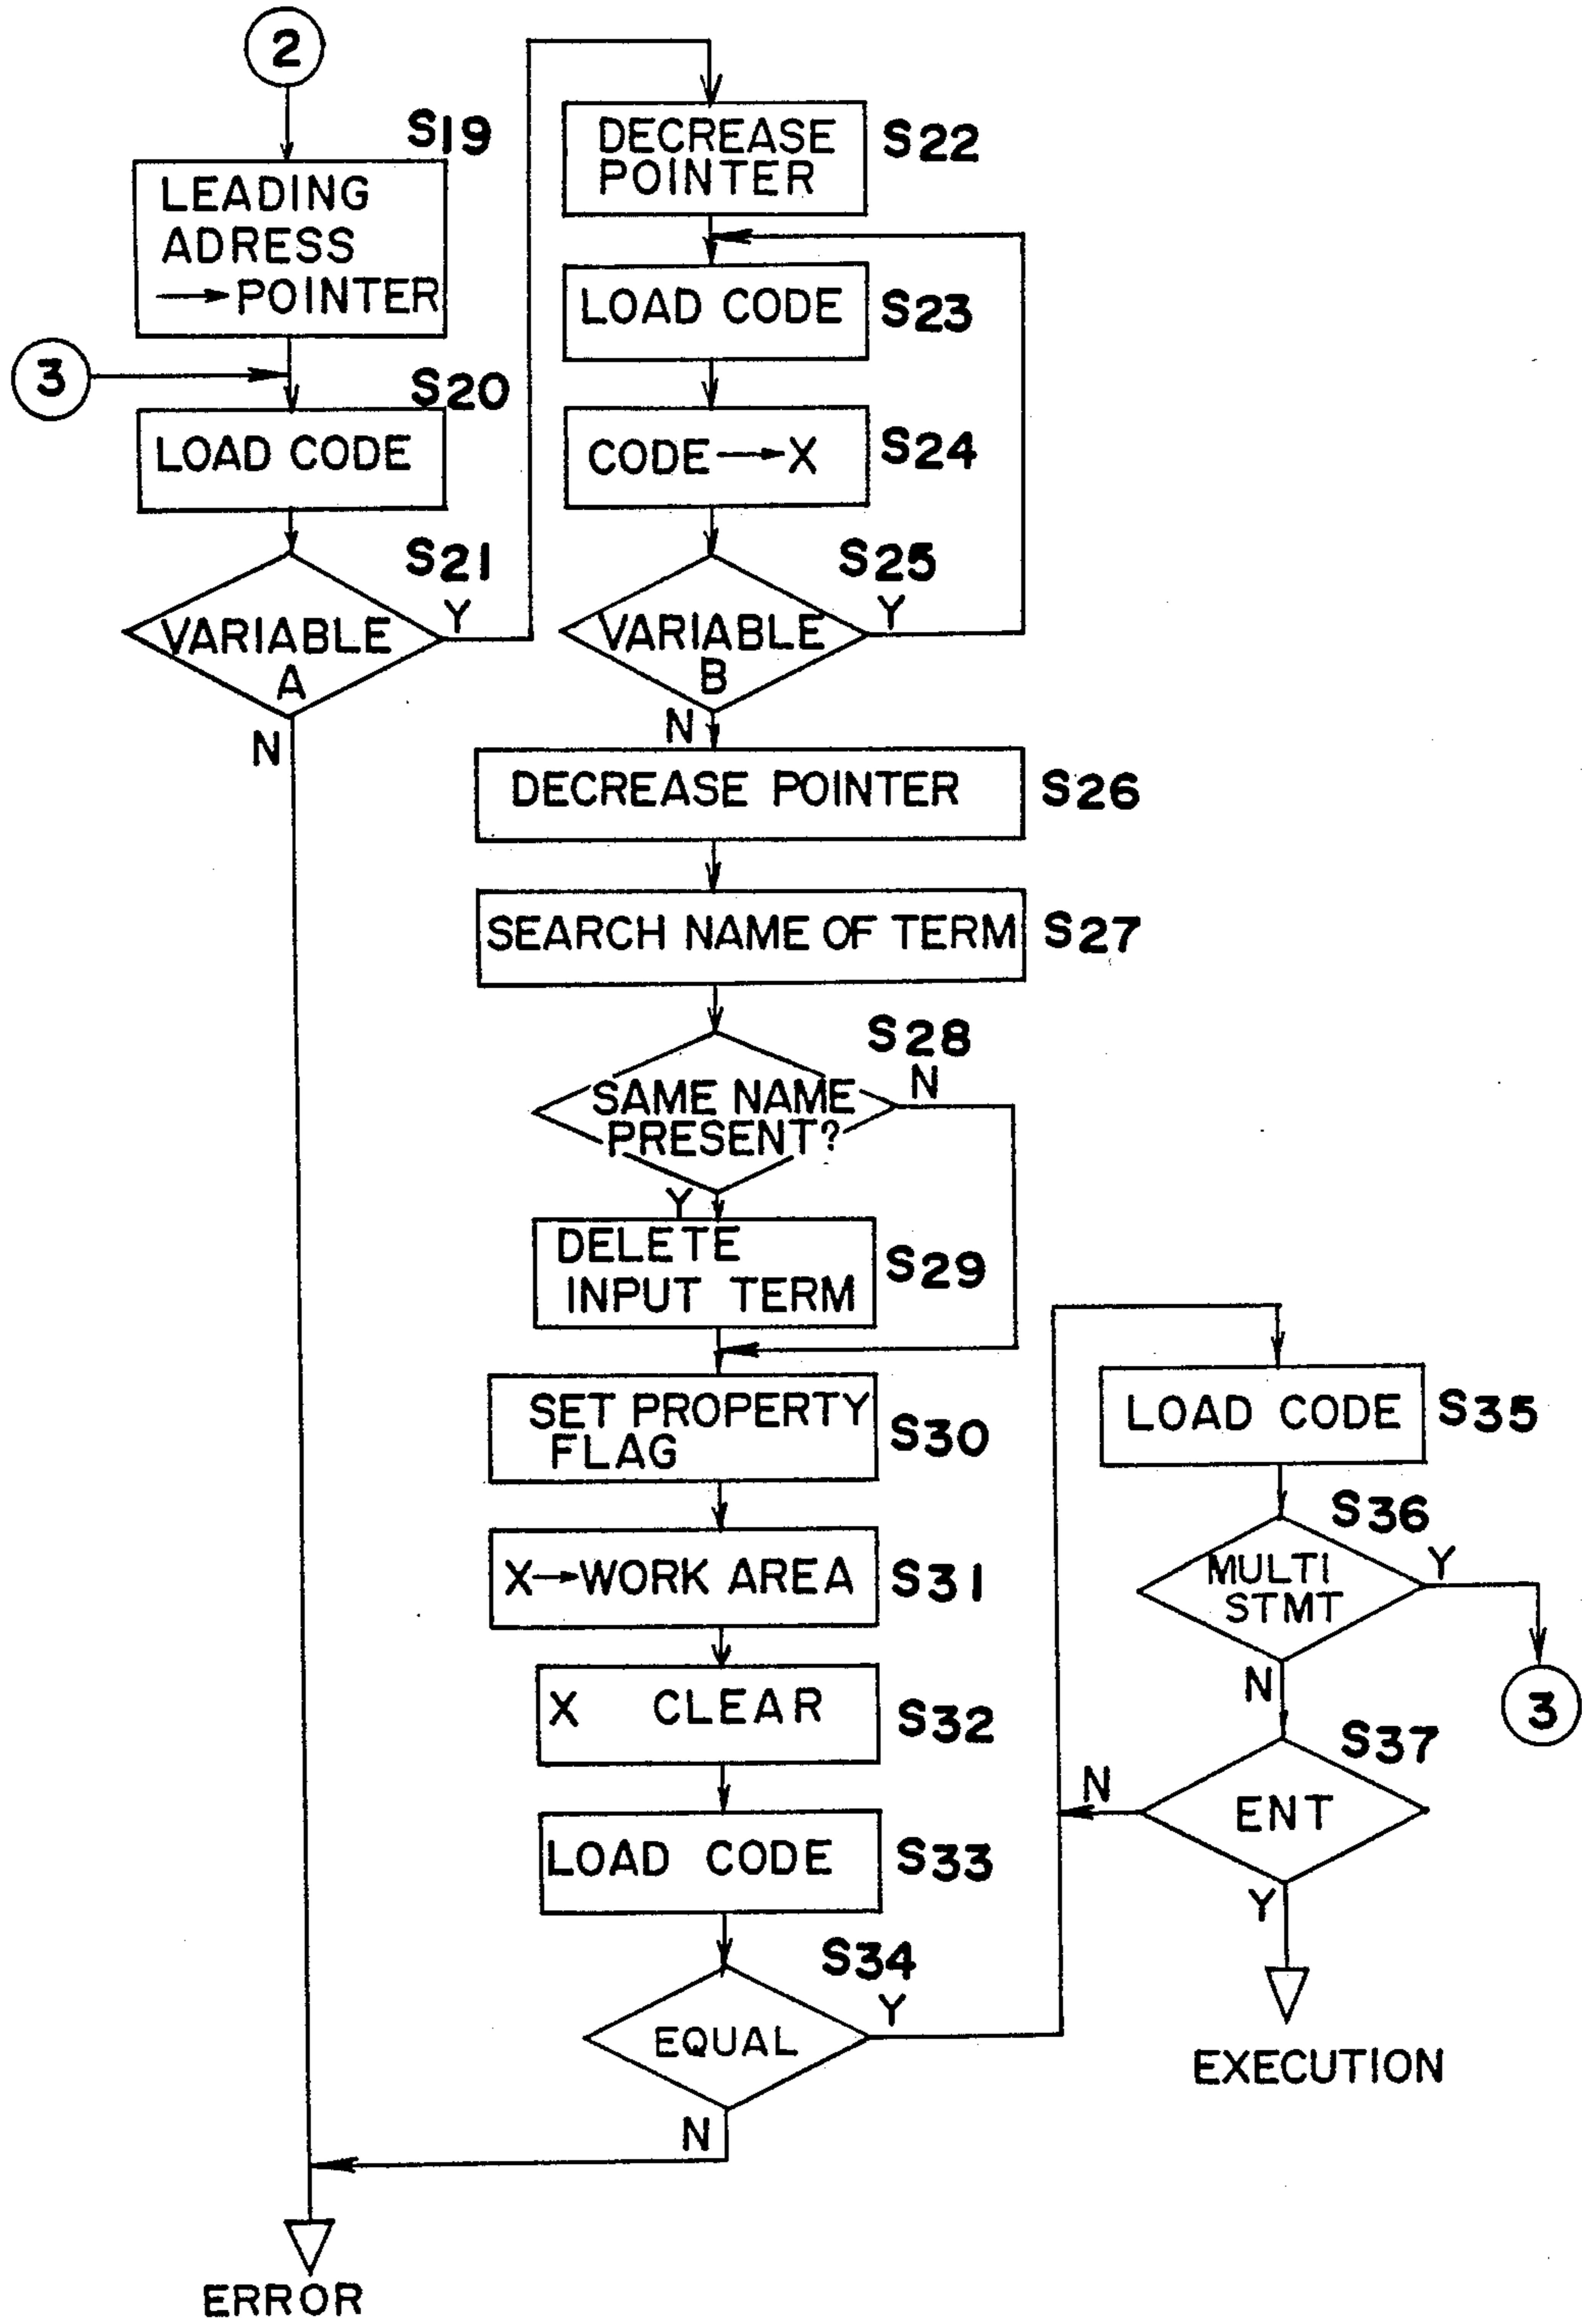 2
S19
LEADING
ADRESS
→POINTER
3
S20
LOAD CODE
S21
VARIABLE
A
Y
N
DECREASE
POINTER
S22
LOAD CODE
S23
CODE→X
S24
S25
VARIABLE
B
Y
N
DECREASE POINTER
S26
SEARCH NAME OF TERM
S27
S28
SAME NAME
PRESENT?
N
Y
DELETE
INPUT TERM
S29
SET PROPERTY
FLAG
S30
X→WORK AREA
S31
X CLEAR
S32
LOAD CODE
S33
S34
EQUAL
Y
N
LOAD CODE
S35
S36
MULTI
STMT
Y
N
3
S37
ENT
N
Y
EXECUTION
ERROR